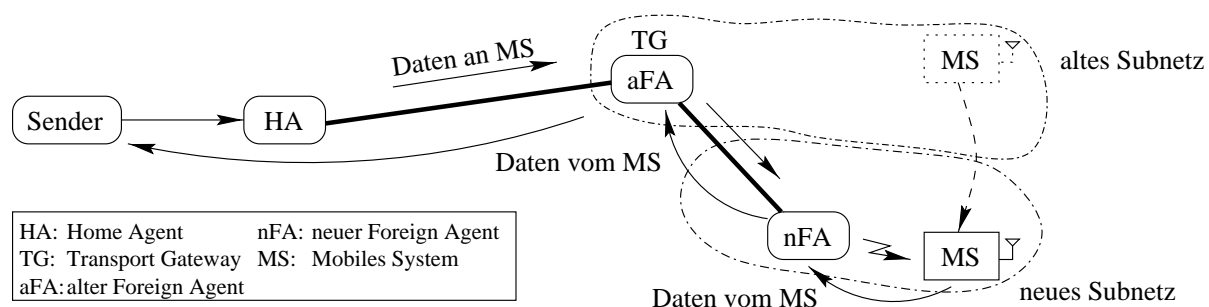 TG
Daten an MS
aFA
MS
altes Subnetz
Sender
HA
Daten vom MS
HA: Home Agent nFA: neuer Foreign Agent
TG: Transport Gateway MS: Mobiles System
aFA: alter Foreign Agent
nFA
MS
Daten vom MS
neues Subnetz